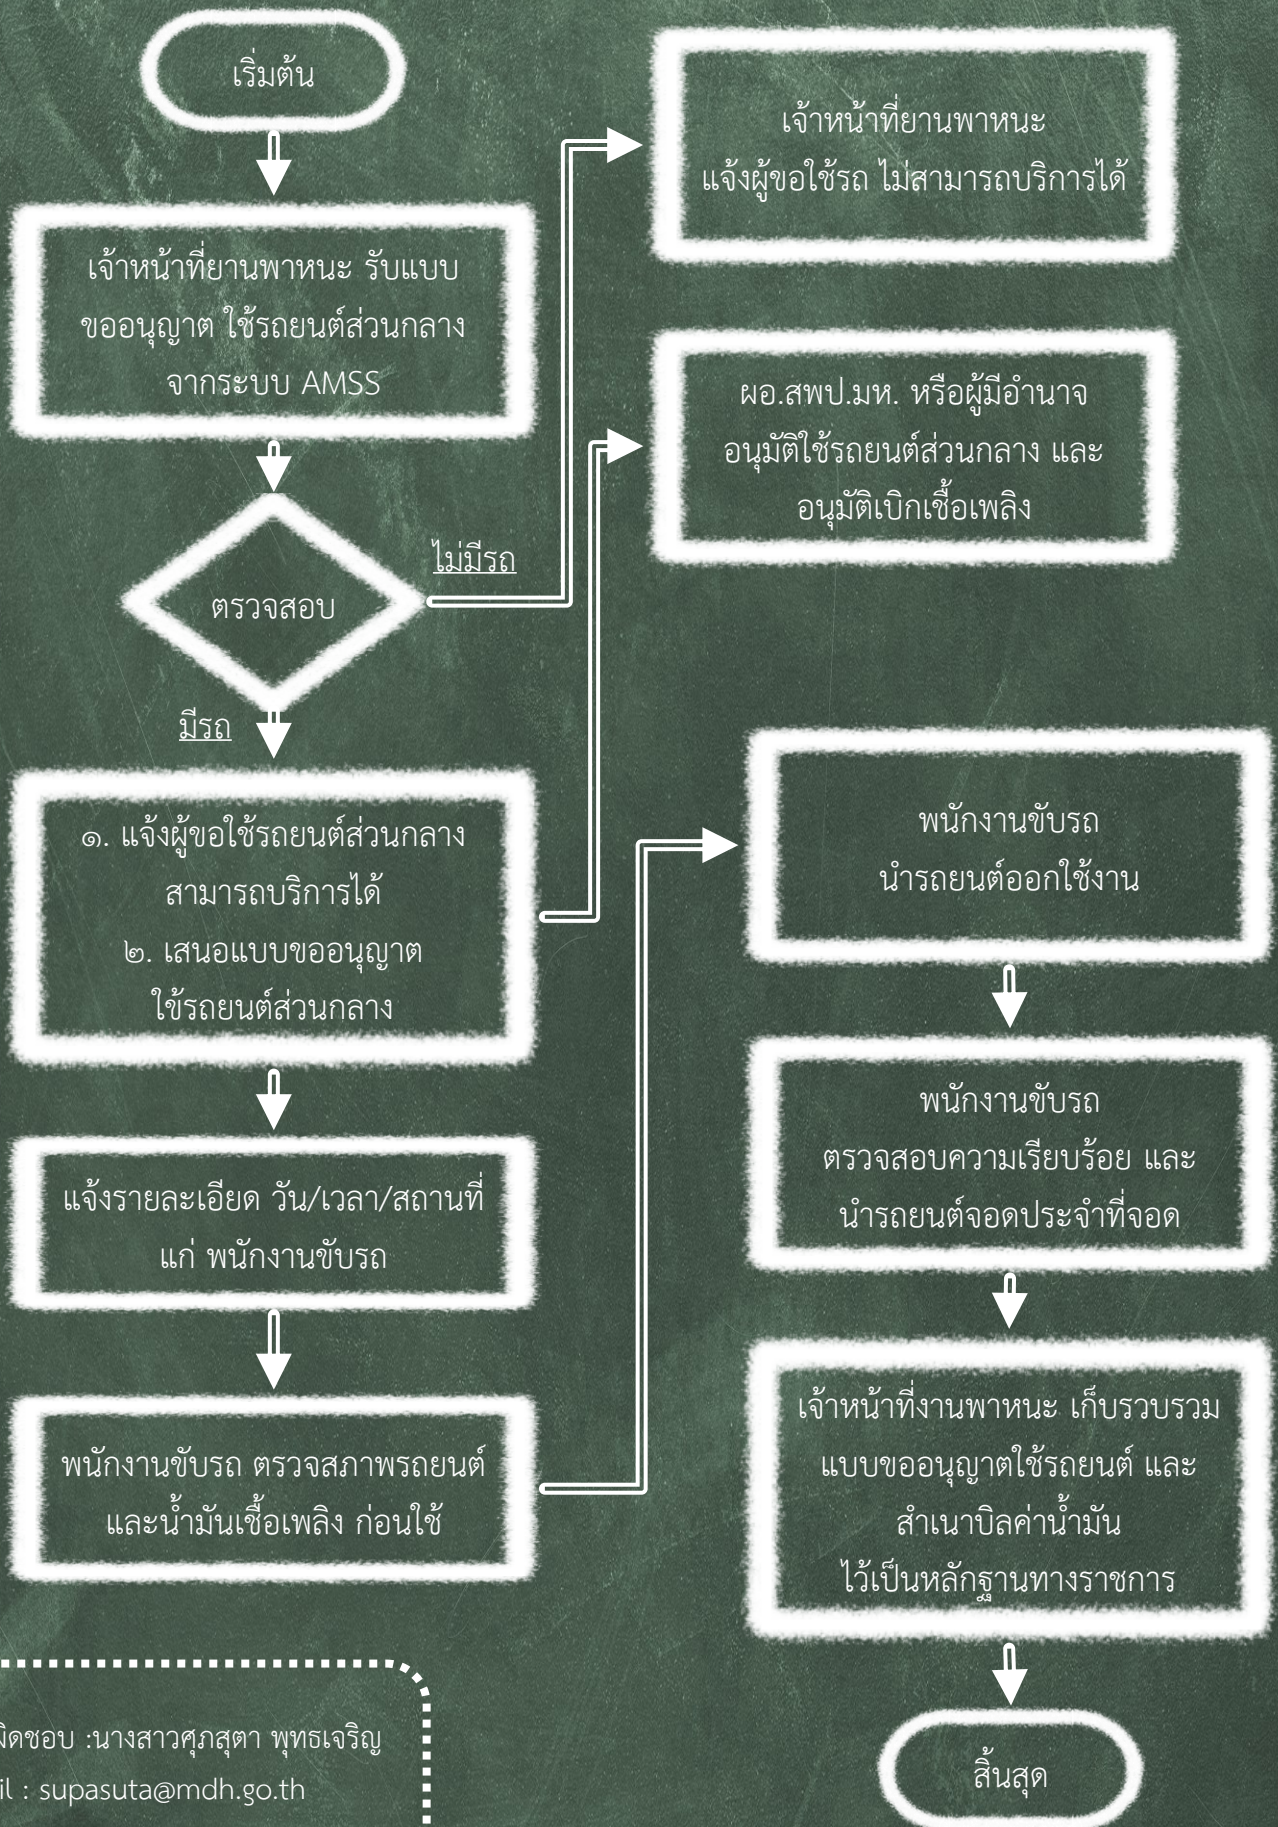 เริ่มต้น
เจ้าหน้าที่ยานพาหนะ รับแบบ
ขออนุญาต ใช้รถยนต์ส่วนกลาง
จากระบบ AMSS
ตรวจสอบ
ไม่มีรถ
เจ้าหน้าที่ยานพาหนะ
แจ้งผู้ขอใช้รถ ไม่สามารถบริการได้
มีรถ
๑. แจ้งผู้ขอใช้รถยนต์ส่วนกลาง
สามารถบริการได้
๒. เสนอแบบขออนุญาต
ใข้รถยนต์ส่วนกลาง
ผอ.สพป.มห. หรือผู้มีอำนาจ
อนุมัติใช้รถยนต์ส่วนกลาง และ
อนุมัติเบิกเชื้อเพลิง
แจ้งรายละเอียด วัน/เวลา/สถานที่
แก่ พนักงานขับรถ
พนักงานขับรถ ตรวจสภาพรถยนต์
และน้ำมันเชื้อเพลิง ก่อนใช้
พนักงานขับรถ
นำรถยนต์ออกใช้งาน
พนักงานขับรถ
ตรวจสอบความเรียบร้อย และ
นำรถยนต์จอดประจำที่จอด
เจ้าหน้าที่งานพาหนะ เก็บรวบรวม
แบบขออนุญาตใช้รถยนต์ และ
สำเนาบิลค่าน้ำมัน
ไว้เป็นหลักฐานทางราชการ
สิ้นสุด
ผิดชอบ :นางสาวศุภสุตา พุทธเจริญ
il : supasuta@mdh.go.th